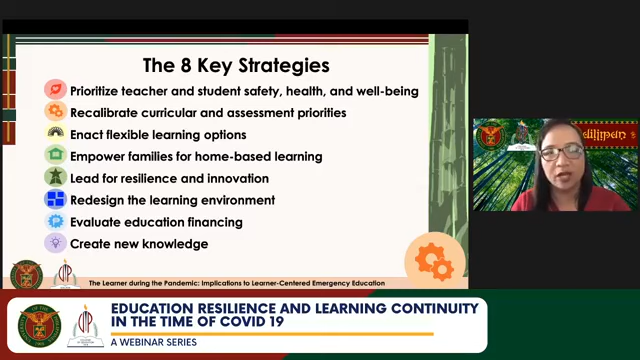 The 8 Key Strategies
Prioritize teacher and student safety, health, and well-being
Recalibrate curricular and assessment priorities
Enact flexible learning options
Empower families for home-based learning
Lead for resilience and innovation
Redesign the learning environment
Evaluate education financing
Create new knowledge
The Learner during the Pandemic: Implications to Learner-Centered Emergency Education
EDUCATION RESILIENCE AND LEARNING CONTINUITY
IN THE TIME OF COVID 19
A WEBINAR SERIES